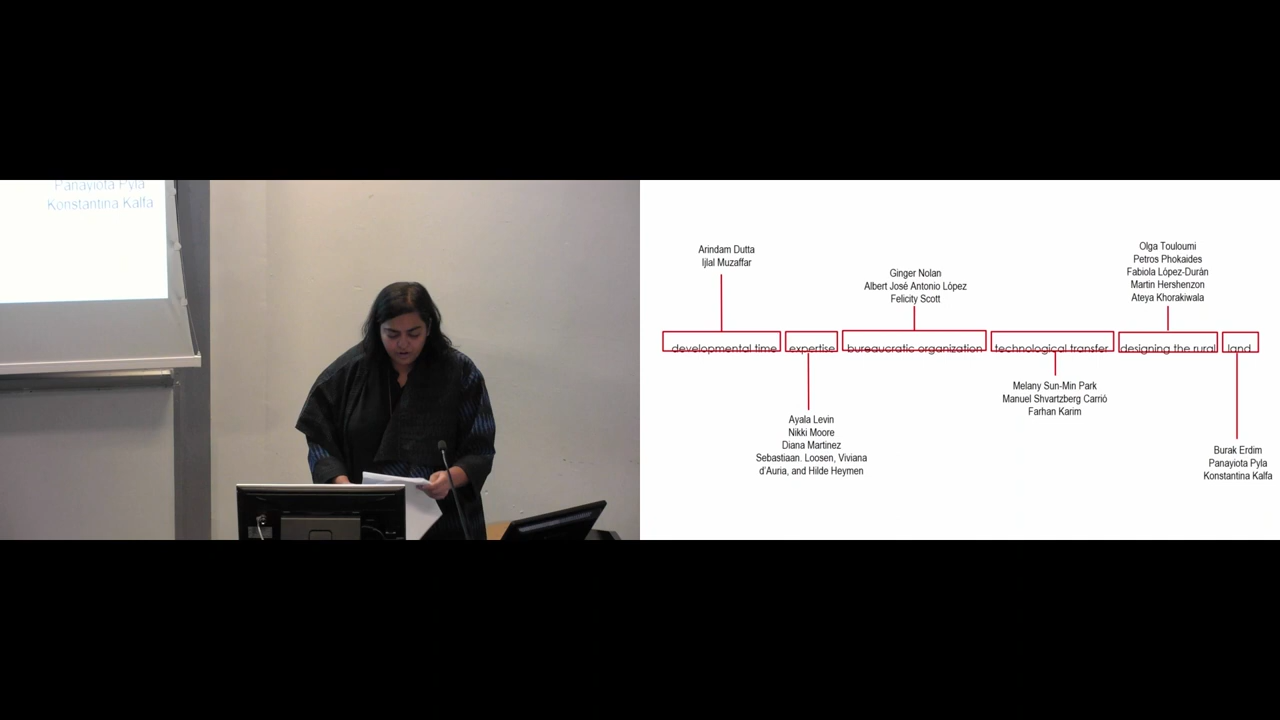 Panayiota Pyla
Konstantina Kalfa
Arindam Dutta
Ijlal Muzaffar
Ginger Nolan
Albert José Antonio López
Felicity Scott
Olga Touloumi
Petros Phokaides
Fabiola López-Durán
Martin Hershenzon
Ateya Khorakiwala
developmental time
expertise
bureaucratic organization
technological transfer
designing the rural
land
Ayala Levin
Nikki Moore
Diana Martinez
Sebastiaan. Loosen, Viviana
d'Auria, and Hilde Heymen
Melany Sun-Min Park
Manuel Shvartzberg Carrió
Farhan Karim
Burak Erdim
Panayiota Pyla
Konstantina Kalfa